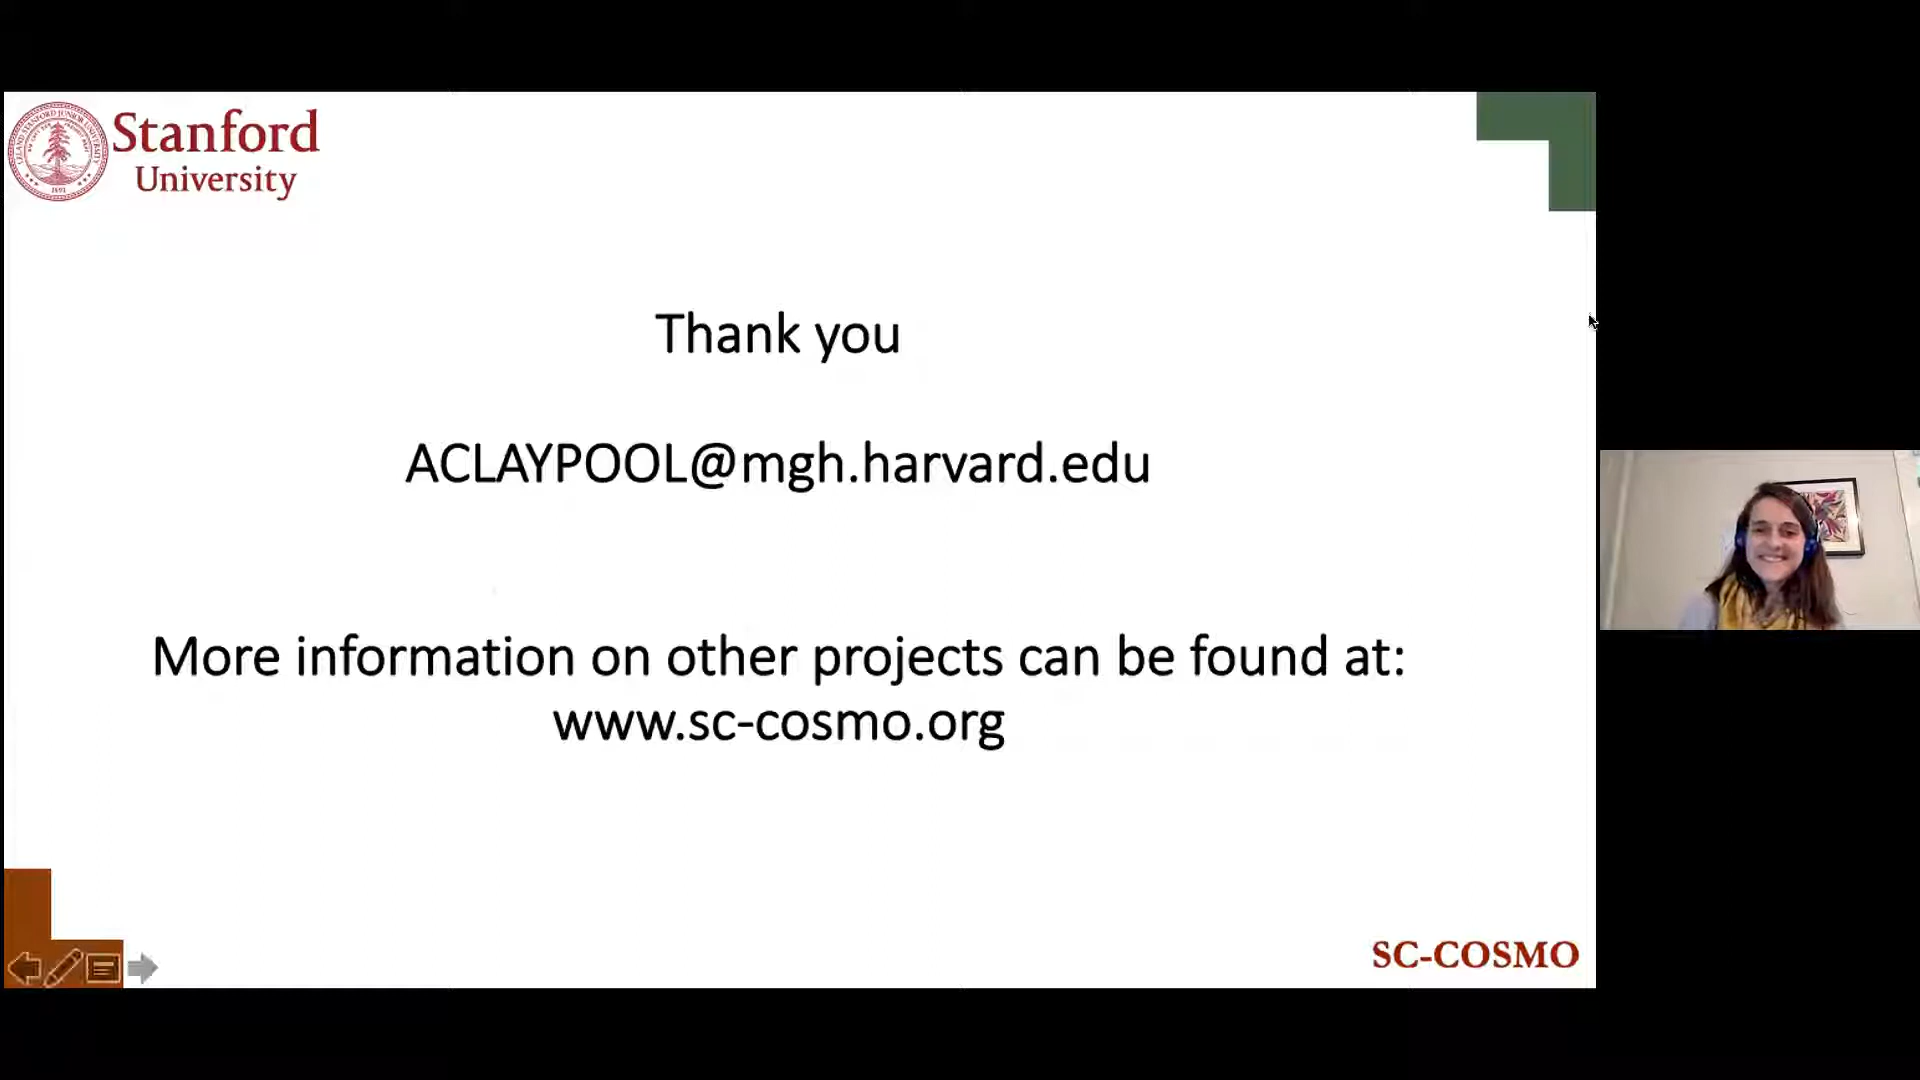 Stanford
University
Thank you
ACLAYPOOL@mgh.harvard.edu
More information on other projects can be found at:
www.sc-cosmo.org
SC-COSMO